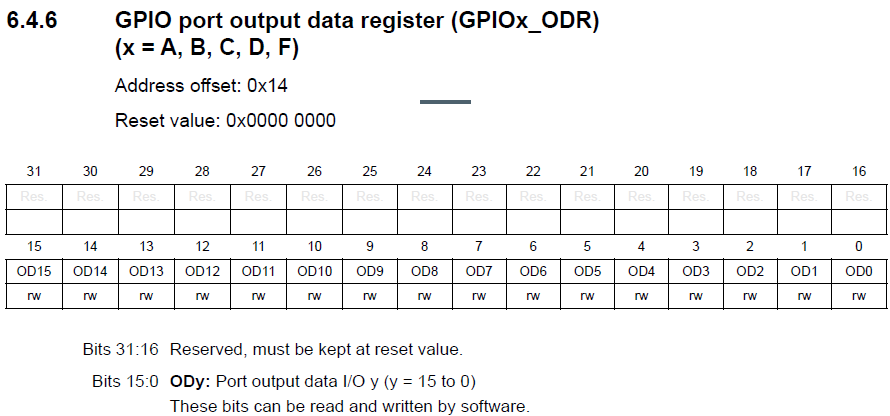 6.4.6 GPIO port output data register (GPIOx_ODR)
(x = A, B, C, D, F)
Address offset: 0x14
Reset value: 0x0000 0000
31 30 29 28 27 26 25 24 23 22 21 20 19 18 17 16
Res. Res. Res. Res. Res. Res. Res. Res. Res. Res. Res. Res. Res. Res. Res. Res.
15 14 13 12 11 10 9 8 7 6 5 4 3 2 1 0
OD15 OD14 OD13 OD12 OD11 OD10 OD9 OD8 OD7 OD6 OD5 OD4 OD3 OD2 OD1 OD0
rw rw rw rw rw rw rw rw rw rw rw rw rw rw rw rw
Bits 31:16 Reserved, must be kept at reset value.
Bits 15:0 ODy: Port output data I/O y (y = 15 to 0)
These bits can be read and written by software.